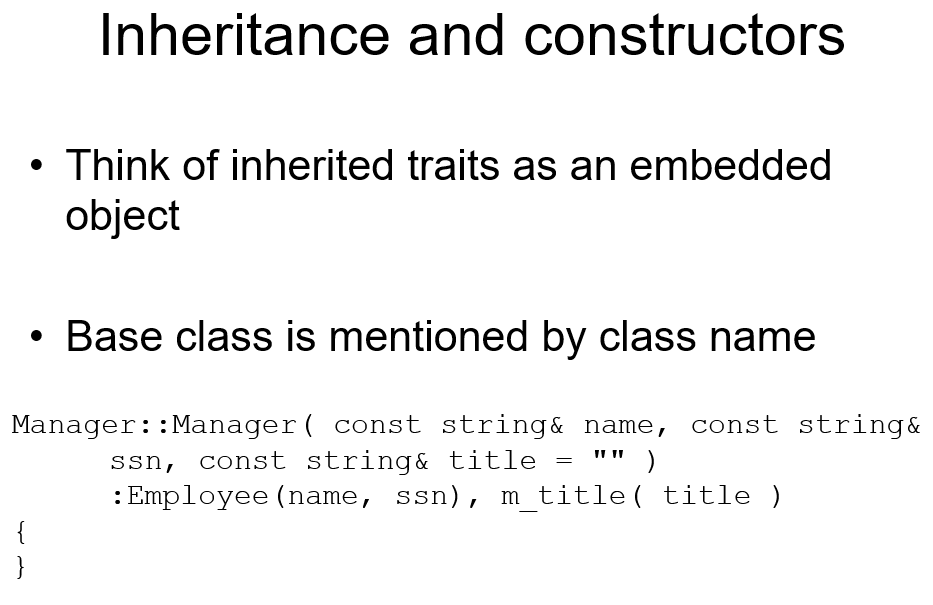 Inheritance and constructors
• Think of inherited traits as an embedded
object
• Base class is mentioned by class name
Manager::Manager( const string& name, const string&
ssn, const string& title = "" )
:Employee(name, ssn), m_title( title )
{
}